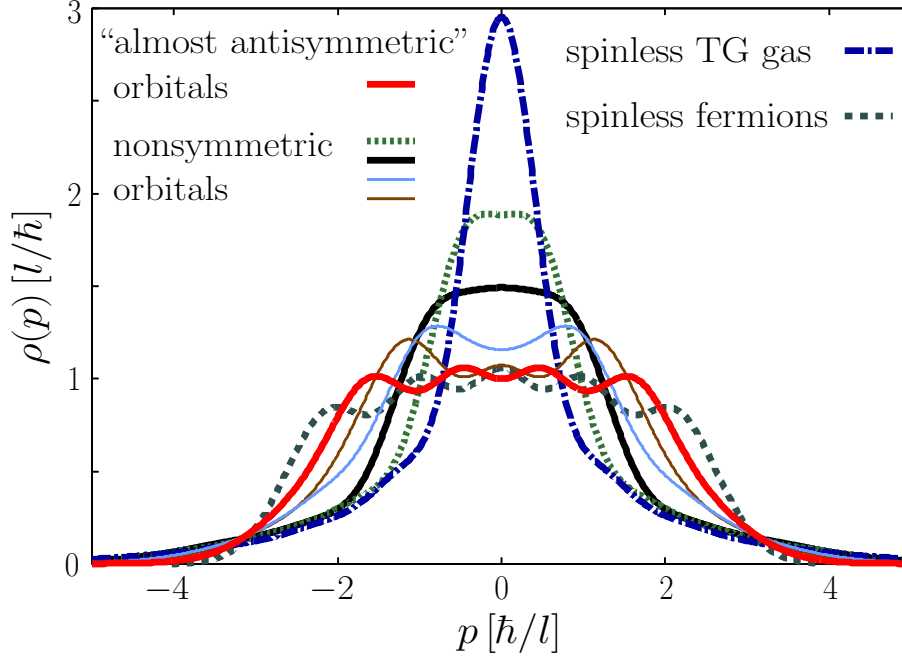 "almost antisymmetric"
orbitals
nonsymmetric
orbitals
spinless TG gas
spinless fermions
3
2
1
0
ρ(p) [l/ħ]
−4 −2 0 2 4
p [ħ/l]